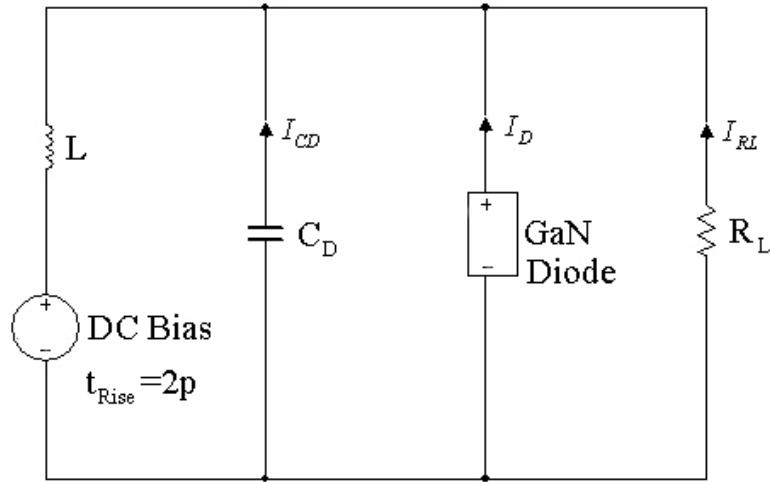 L
I_CD
I_D
I_RL
+
C_D
GaN
Diode
−
R_L
+
DC Bias
−
t_Rise =2p